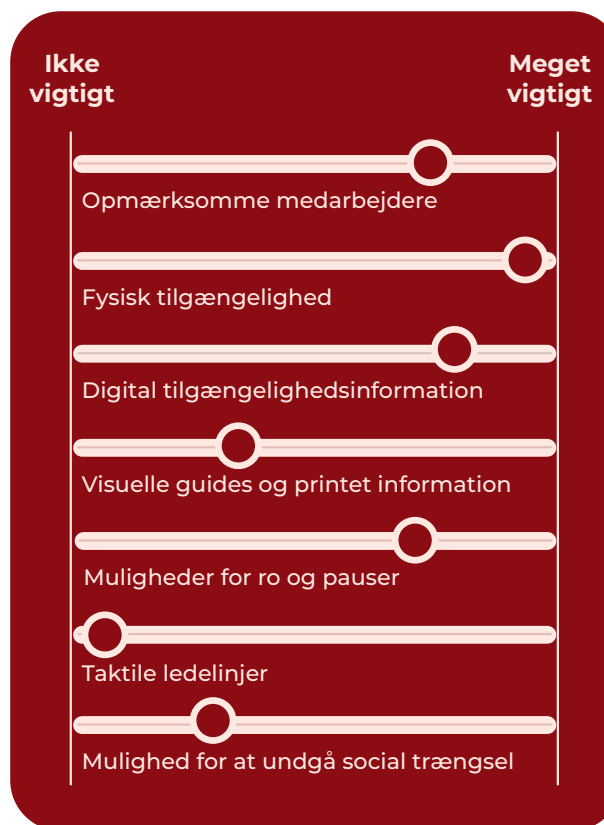 Ikke
vigtigt
Meget
vigtigt
Opmærksomme medarbejdere
Fysisk tilgængelighed
Digital tilgængelighedsinformation
Visuelle guides og printet information
Muligheder for ro og pauser
Taktile ledelinjer
Mulighed for at undgå social trængsel